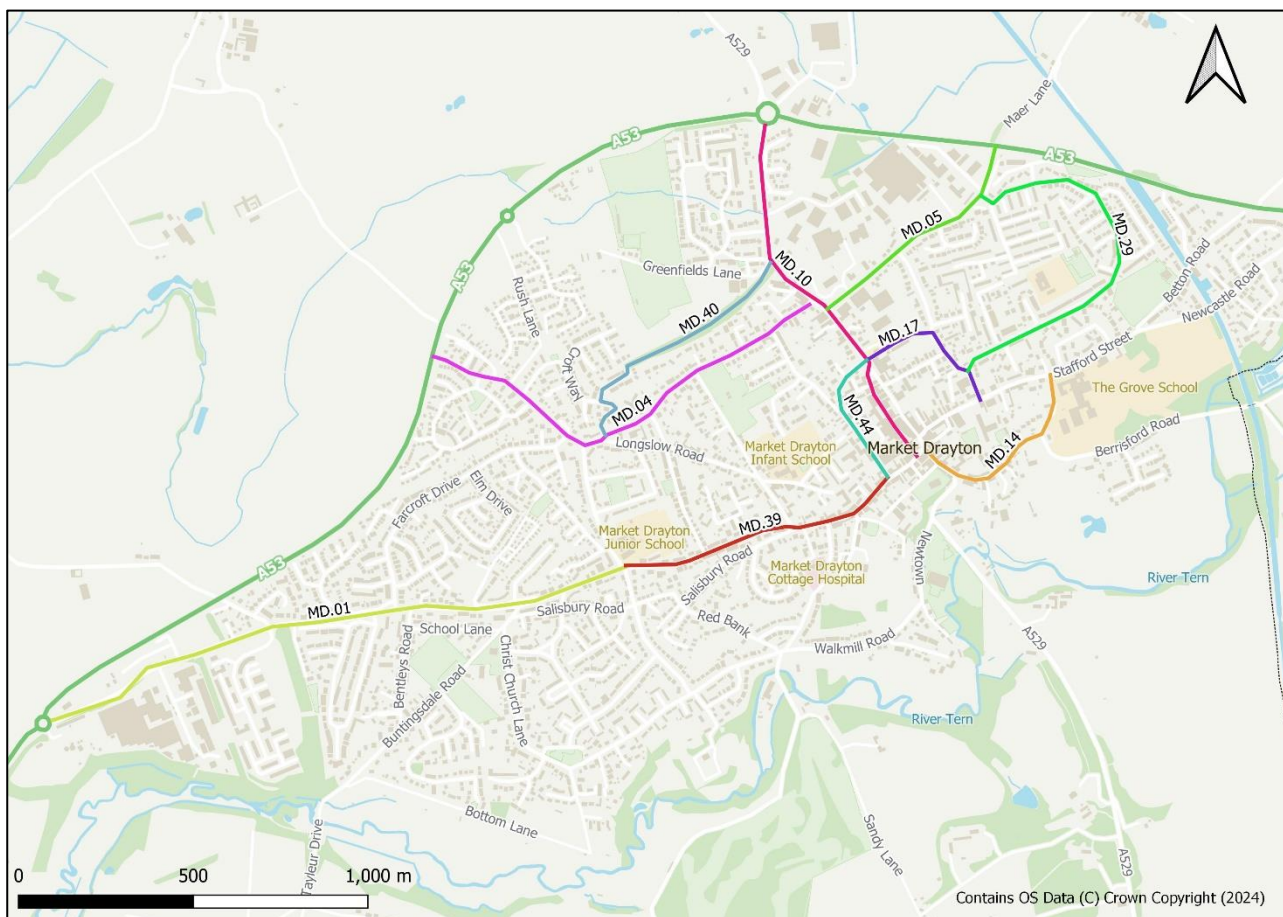 A529
Maer Lane
A53
A53
MD.05
MD.29
Betton Road
Newcastle Road
A53
Rush Lane
Greenfields Lane
MD.10
MD.40
Croft Way
MD.17
Stafford Street
The Grove School
MD.04
MD.44
Longslow Road
Market Drayton
Infant School
Market Drayton
MD.14
Berrisford Road
Farcroft Drive
Elm Drive
Market Drayton
Junior School
MD.39
Salisbury Road
Market Drayton
Cottage Hospital
Newtown
River Tern
A53
MD.01
Salisbury Road
School Lane
Red Bank
Walkmill Road
A529
Bentleys Road
Buntingsdale Road
Christ Church Lane
River Tern
Bottom Lane
Sandy Lane
Tayleur Drive
A529
0 500 1,000 m
Contains OS Data (C) Crown Copyright (2024)